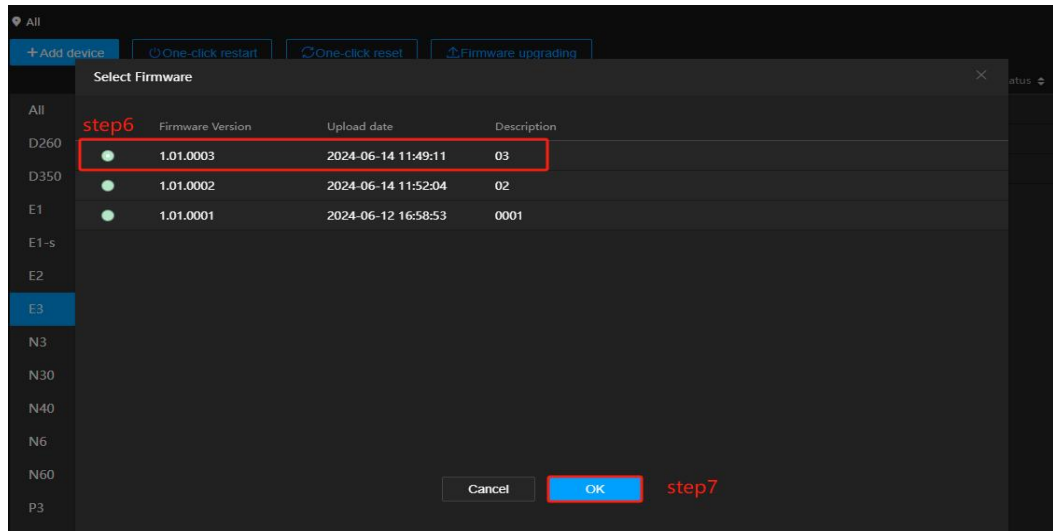 All
+Add device One-click restart One-click reset Firmware upgrading
Select Firmware
atus
All
D260
D350
E1
E1-s
E2
E3
N3
N30
N40
N6
N60
P3
step6 Firmware Version Upload date Description
1.01.0003 2024-06-14 11:49:11 03
1.01.0002 2024-06-14 11:52:04 02
1.01.0001 2024-06-12 16:58:53 0001
Cancel OK step7